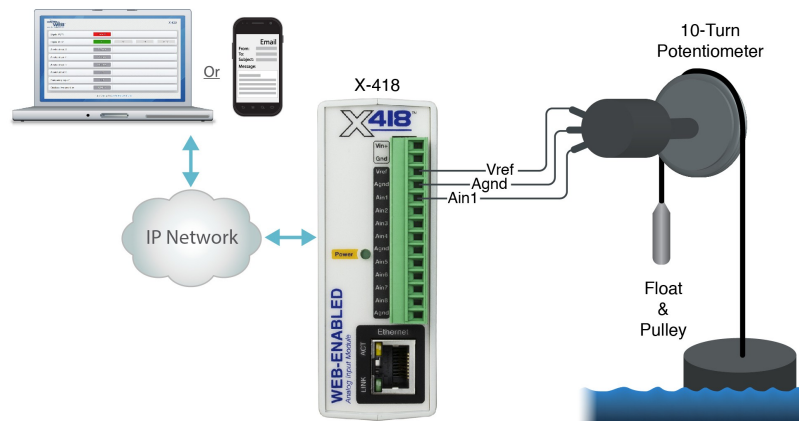 X-418
Or
Email
From:
To:
Subject:
Message:
X-418
X418™
Vin+
Gnd
Vref
Agnd
Ain1
Ain2
Ain3
Ain4
Agnd
Ain5
Ain6
Ain7
Ain8
Agnd
Power
WEB-ENABLED
Analog Input Module
Ethernet
ACT
LINK
Vref
Agnd
Ain1
IP Network
10-Turn
Potentiometer
Float
&
Pulley